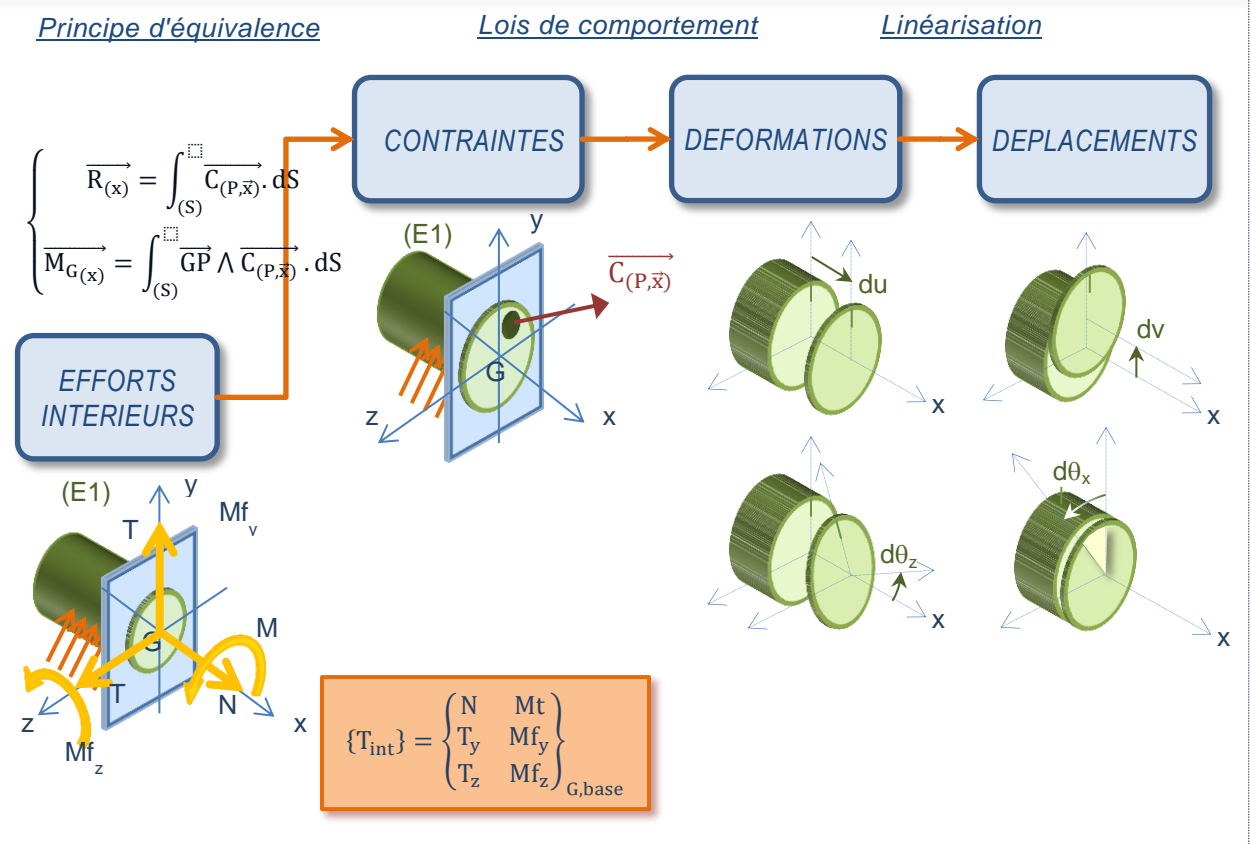 Principe d'équivalence
Lois de comportement
Linéarisation
CONTRAINTES
DEFORMATIONS
DEPLACEMENTS
R(x) = ∫(S) C(P,x⃗). dS
MG(x) = ∫(S) GP Λ C(P,x⃗) . dS
EFFORTS
INTERIEURS
(E1)
y
C(P,x⃗)
G
z
x
du
x
dv
x
dθz
x
dθx
x
(E1)
y
T
Mfy
G
M
T
N
x
z
Mfz
{Tint} = {N Mt
Ty Mfy
Tz Mfz}G,base